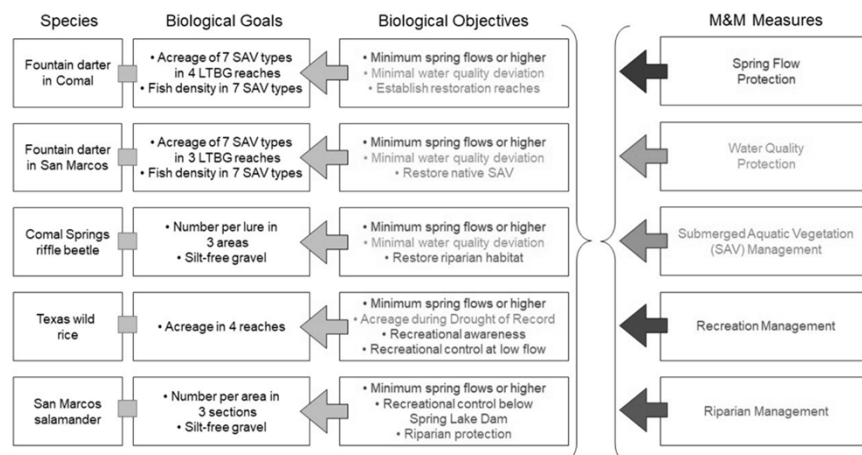 Species
Biological Goals
Biological Objectives
M&M Measures
Fountain darter
in Comal
• Acreage of 7 SAV types
in 4 LTBG reaches
• Fish density in 7 SAV types
• Minimum spring flows or higher
• Minimal water quality deviation
• Establish restoration reaches
Spring Flow
Protection
Fountain darter
in San Marcos
• Acreage of 7 SAV types
in 3 LTBG reaches
• Fish density in 7 SAV types
• Minimum spring flows or higher
• Minimal water quality deviation
• Restore native SAV
Water Quality
Protection
Comal Springs
riffle beetle
• Number per lure in
3 areas
• Silt-free gravel
• Minimum spring flows or higher
• Minimal water quality deviation
• Restore riparian habitat
Submerged Aquatic Vegetation
(SAV) Management
Texas wild
rice
• Acreage in 4 reaches
• Minimum spring flows or higher
• Acreage during Drought of Record
• Recreational awareness
• Recreational control at low flow
Recreation Management
San Marcos
salamander
• Number per area in
3 sections
• Silt-free gravel
• Minimum spring flows or higher
• Recreational control below
Spring Lake Dam
• Riparian protection
Riparian Management